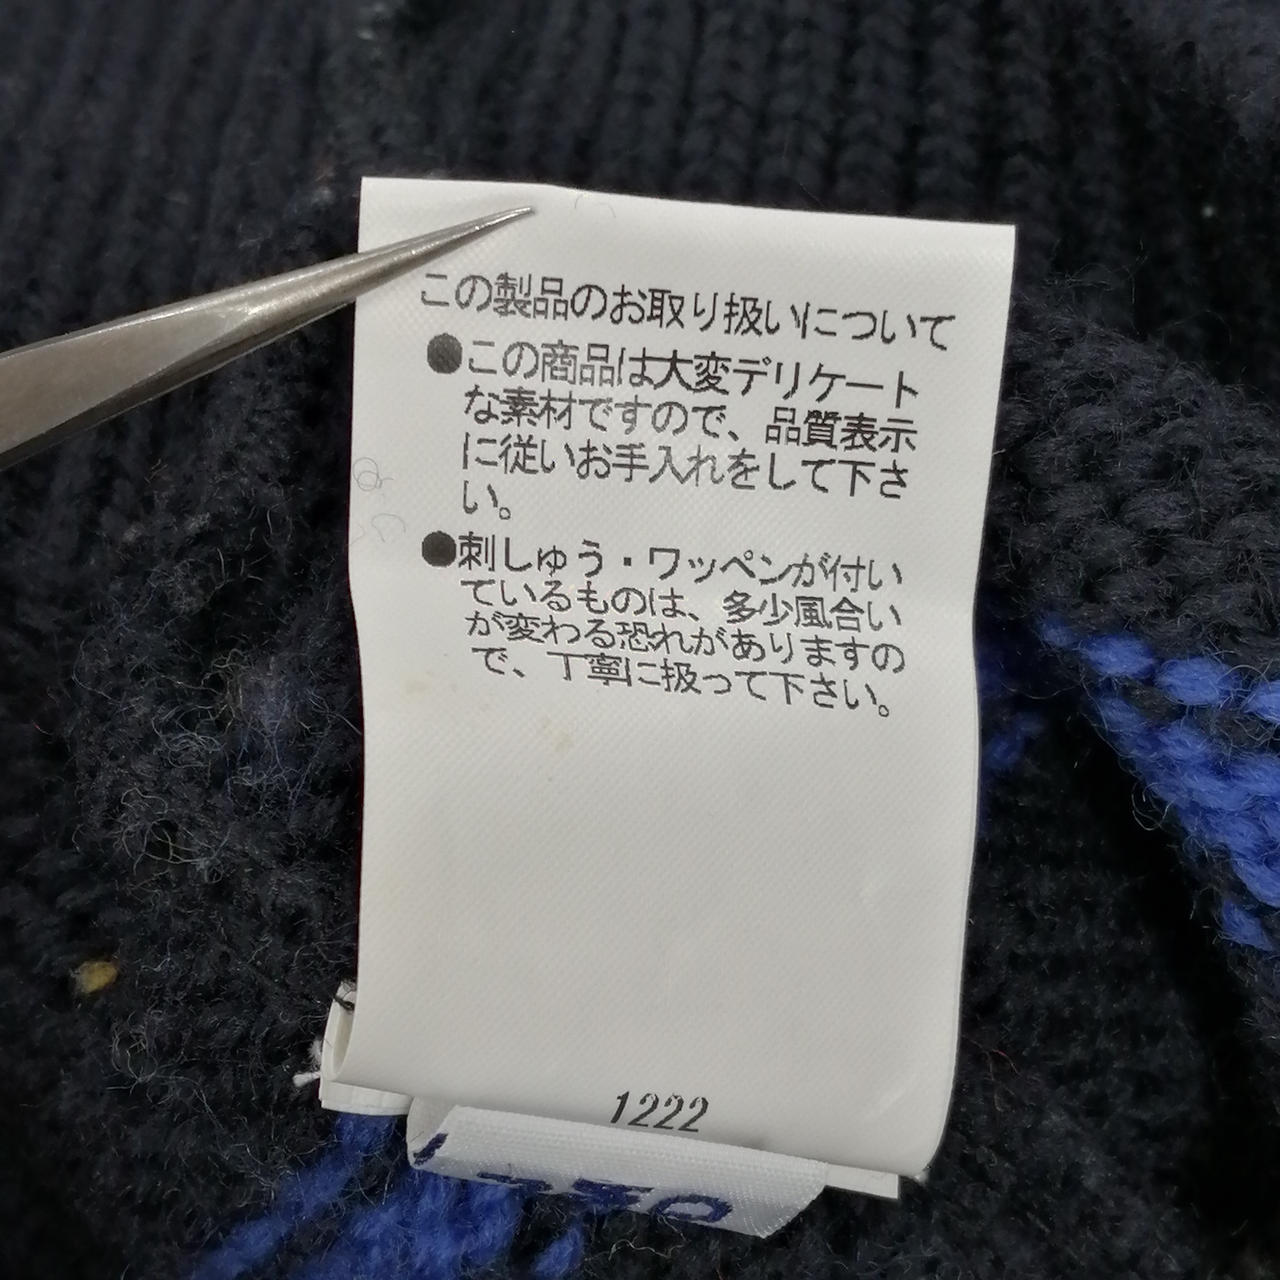 この製品のお取り扱いについて
●この商品は大変デリケート
な素材ですので、品質表示
に従いお手入れをして下さ
い。
●刺しゅう・ワッペンが付い
ているものは、多少風合い
が変わる恐れがありますの
で、丁寧に扱って下さい。
1222